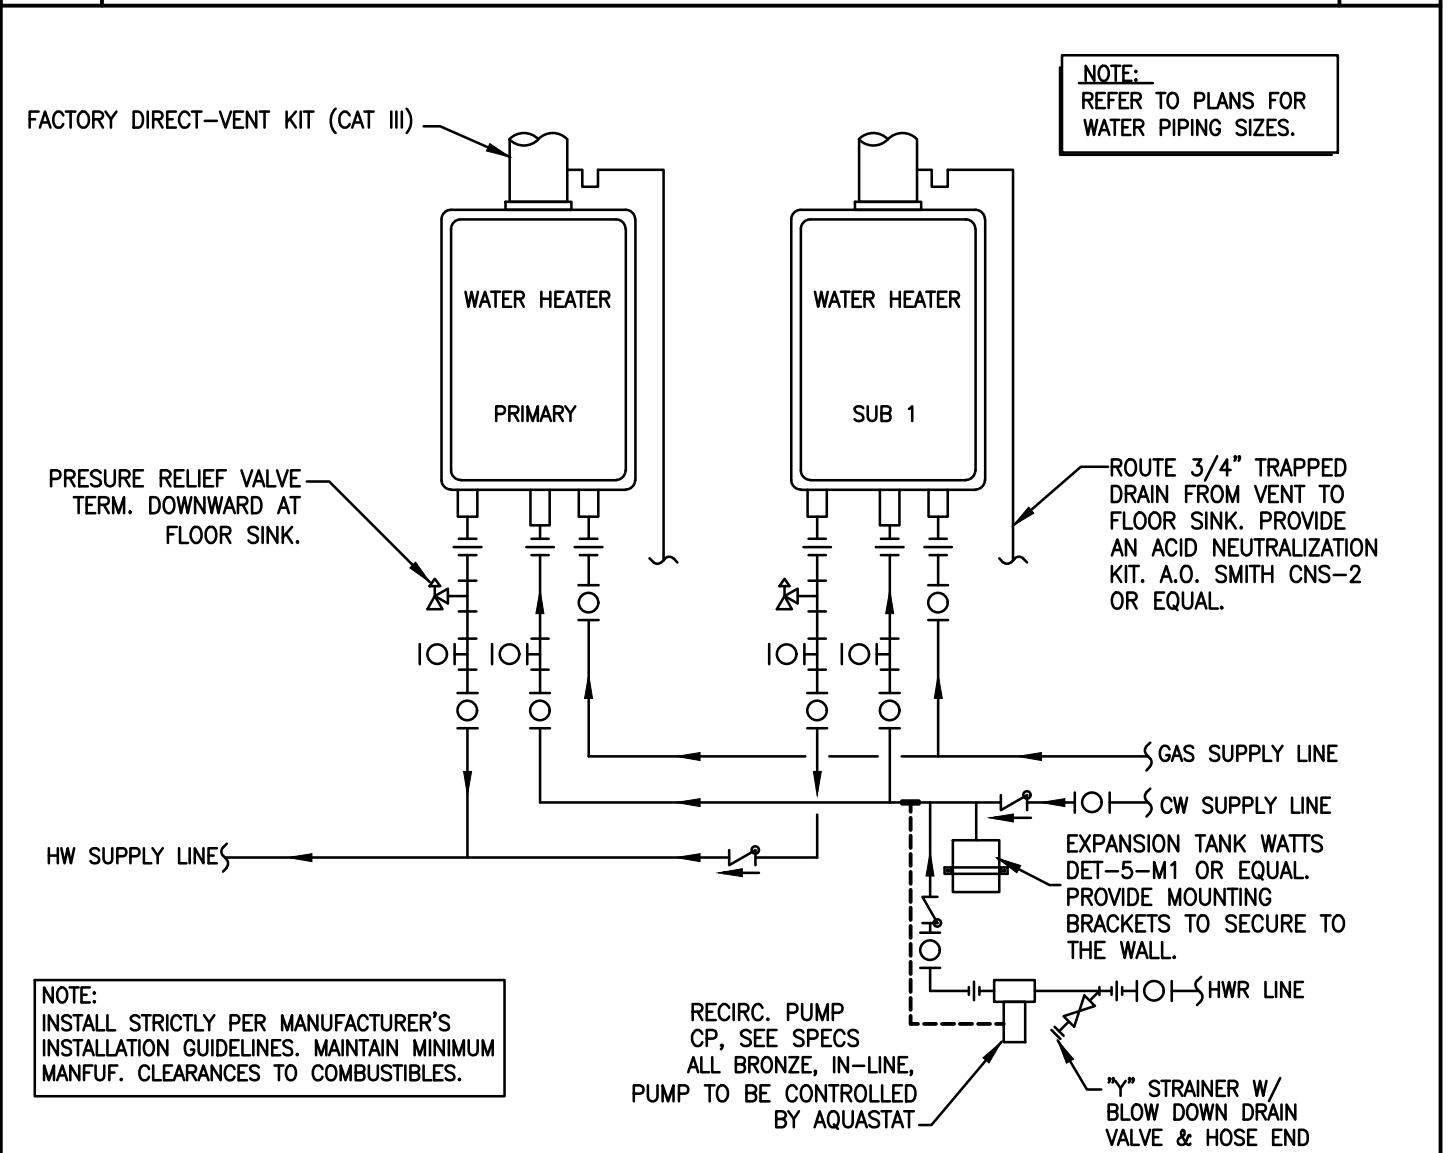 NOTE:
REFER TO PLANS FOR
WATER PIPING SIZES.
FACTORY DIRECT-VENT KIT (CAT III)
WATER HEATER
PRIMARY
WATER HEATER
SUB 1
PRESURE RELIEF VALVE
TERM. DOWNWARD AT
FLOOR SINK.
ROUTE 3/4" TRAPPED
DRAIN FROM VENT TO
FLOOR SINK. PROVIDE
AN ACID NEUTRALIZATION
KIT. A.O. SMITH CNS-2
OR EQUAL.
GAS SUPPLY LINE
CW SUPPLY LINE
HW SUPPLY LINE
EXPANSION TANK WATTS
DET-5-M1 OR EQUAL.
PROVIDE MOUNTING
BRACKETS TO SECURE TO
THE WALL.
HWR LINE
NOTE:
INSTALL STRICTLY PER MANUFACTURER'S
INSTALLATION GUIDELINES. MAINTAIN MINIMUM
MANFUF. CLEARANCES TO COMBUSTIBLES.
RECIRC. PUMP
CP, SEE SPECS
ALL BRONZE, IN-LINE,
PUMP TO BE CONTROLLED
BY AQUASTAT
"Y" STRAINER W/
BLOW DOWN DRAIN
VALVE & HOSE END